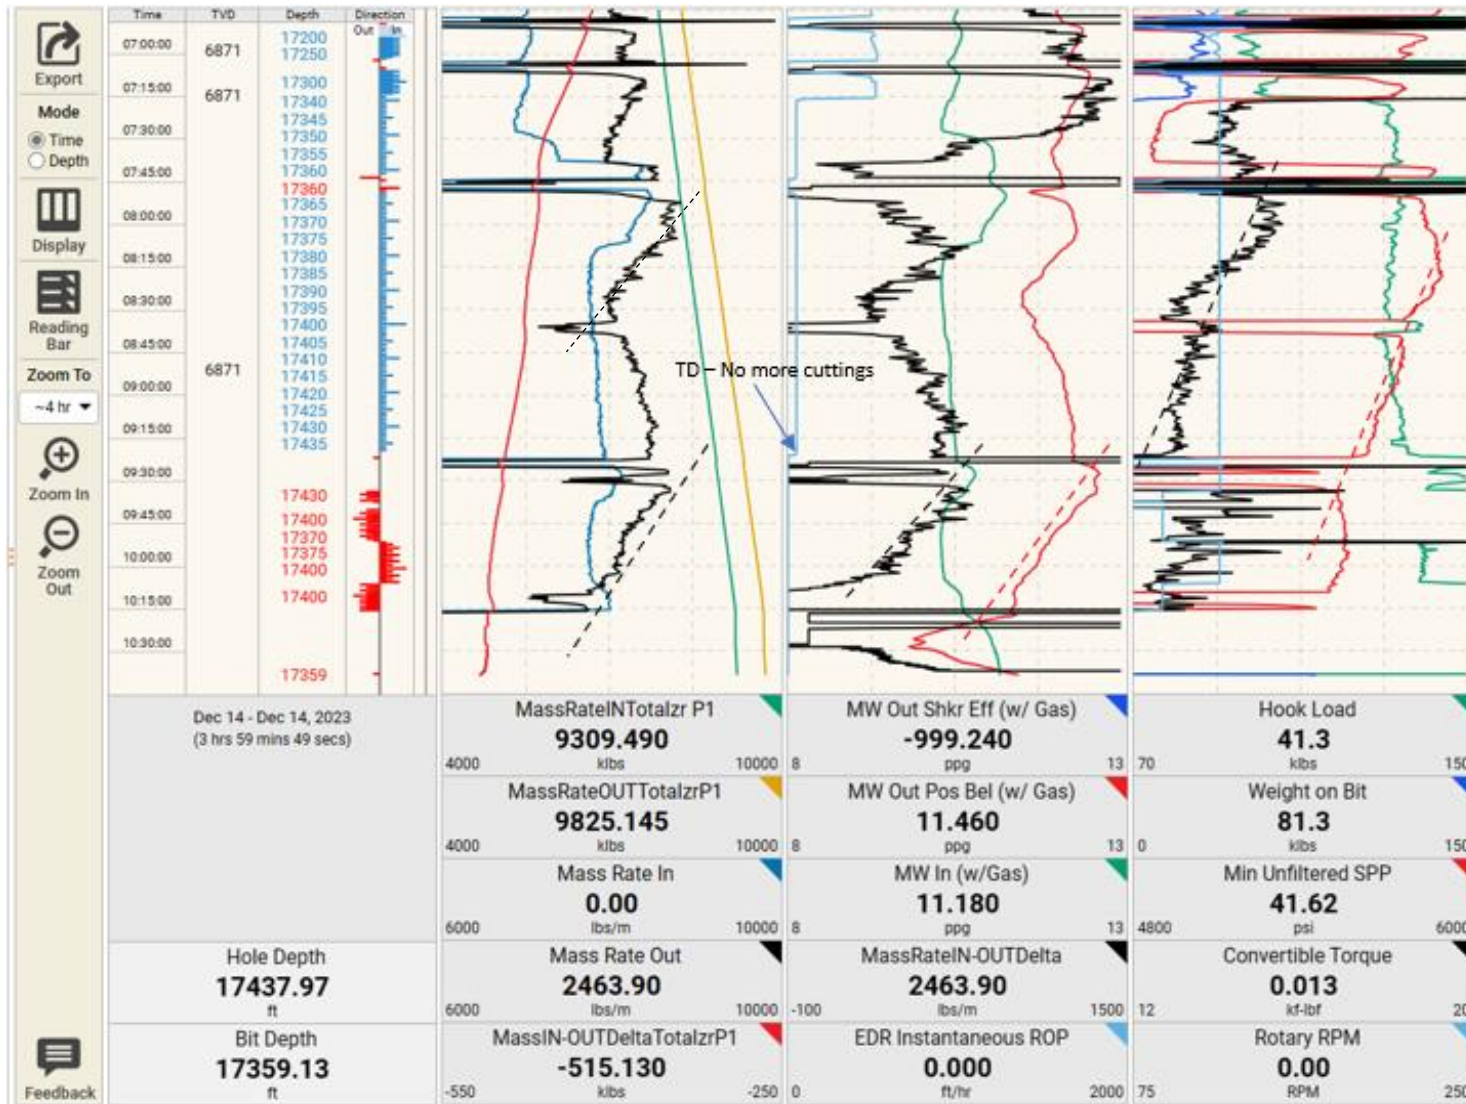 Export
Mode
Time
Depth
Display
Reading
Bar
Zoom To
~4 hr
Zoom In
Zoom
Out
Feedback
Time TVD Depth Direction
Out In
07:00:00
07:15:00
07:30:00
07:45:00
08:00:00
08:15:00
08:30:00
08:45:00
09:00:00
09:15:00
09:30:00
09:45:00
10:00:00
10:15:00
10:30:00
6871
6871
6871
17200
17250
17300
17340
17345
17350
17355
17360
17360
17365
17370
17375
17380
17385
17390
17395
17400
17405
17410
17415
17420
17425
17430
17435
17430
17400
17370
17375
17400
17400
17359
TD – No more cuttings
Dec 14 - Dec 14, 2023
(3 hrs 59 mins 49 secs)
Hole Depth
17437.97
ft
Bit Depth
17359.13
ft
MassRateINTotalzr P1
9309.490
4000 klbs 10000
MassRateOUTTotalzrP1
9825.145
4000 klbs 10000
Mass Rate In
0.00
6000 lbs/m 10000
Mass Rate Out
2463.90
6000 lbs/m 10000
MassIN-OUTDeltaTotalzrP1
-515.130
-550 klbs -250
MW Out Shkr Eff (w/ Gas)
-999.240
8 ppg 13
MW Out Pos Bel (w/ Gas)
11.460
8 ppg 13
MW In (w/Gas)
11.180
8 ppg 13
MassRateIN-OUTDelta
2463.90
-100 lbs/m 1500
EDR Instantaneous ROP
0.000
0 ft/hr 2000
Hook Load
41.3
70 klbs 150
Weight on Bit
81.3
0 klbs 150
Min Unfiltered SPP
41.62
4800 psi 6000
Convertible Torque
0.013
12 kf-lbf 20
Rotary RPM
0.00
75 RPM 250